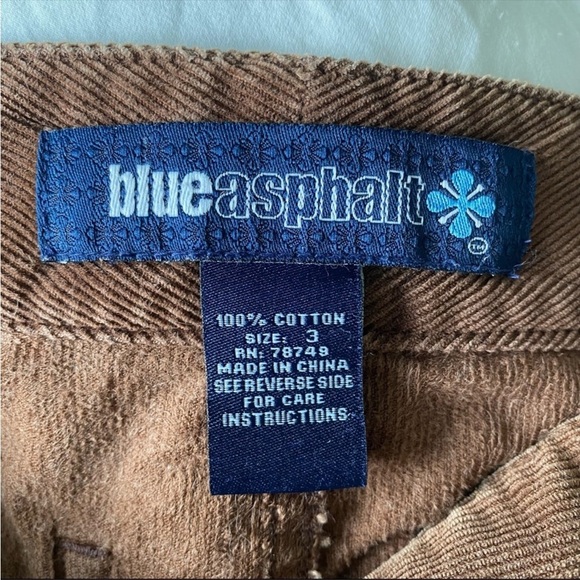 blueasphalt
TM
100% COTTON
SIZE: 3
RN: 78749
MADE IN CHINA
SEE REVERSE SIDE
FOR CARE
INSTRUCTIONS